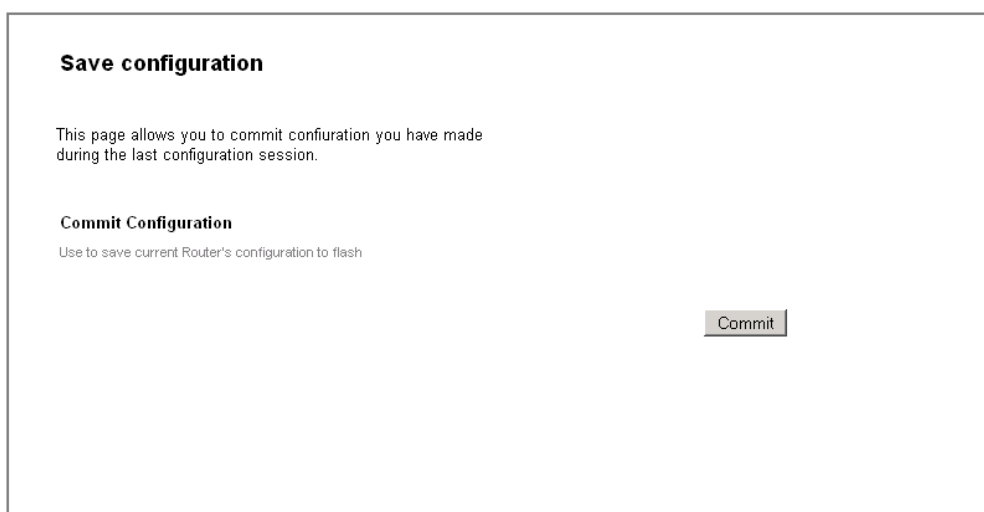 Save configuration
This page allows you to commit confiuration you have made
during the last configuration session.
Commit Configuration
Use to save current Router's configuration to flash
Commit